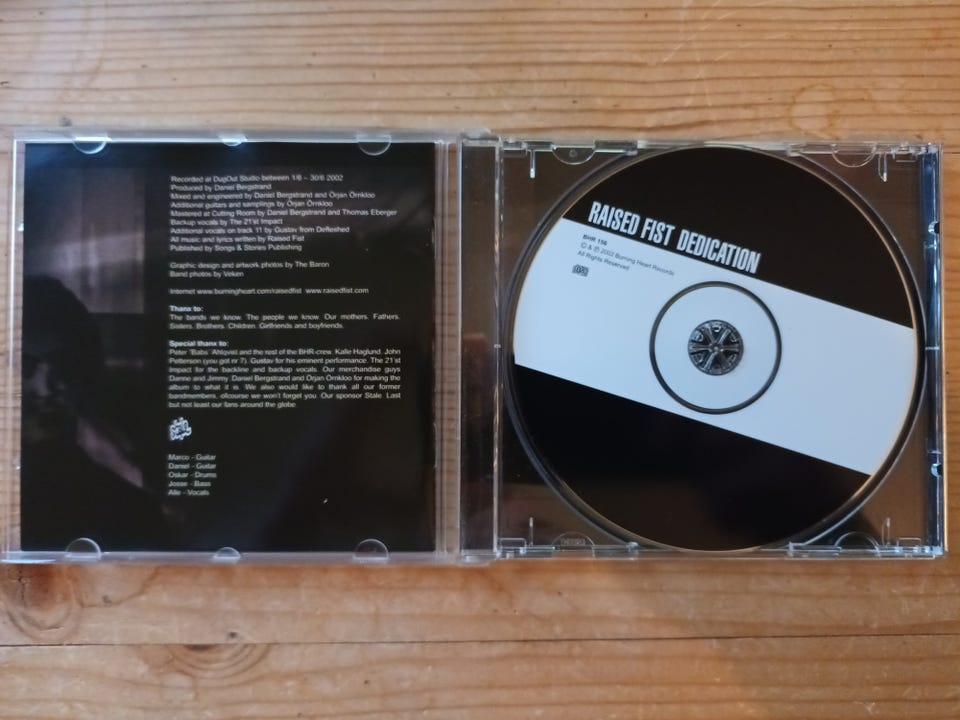 Recorded at DugOut Studio between 1/6 – 30/6 2002
Produced by Daniel Bergstrand
Mixed and engineered by Daniel Bergstrand and Örjan Örnkloo
Additional guitars and samplings by Örjan Örnkloo
Mastered at Cutting Room by Daniel Bergstrand and Thomas Eberger
Backup vocals by The 21'st Impact
Additional vocals on track 11 by Gustav from Defleshed
All music and lyrics written by Raised Fist
Published by Songs & Stories Publishing
Graphic design and artwork photos by The Baron
Band photos by Veken
Internet www.burningheart.com/raisedfist www.raisedfist.com
Thanx to:
The bands we know. The people we know. Our mothers. Fathers.
Sisters. Brothers. Children. Girlfriends and boyfriends.
Special thanx to:
Peter "Babs" Ahlqvist and the rest of the BHR-crew. Kalle Haglund. John
Petterson (you got nr 7). Gustav for his eminent performance. The 21'st
Impact for the backline and backup vocals. Our merchandise guys
Danne and Jimmy. Daniel Bergstrand and Örjan Örnkloo for making the
album to what it is. We also would like to thank all our former
bandmembers, ofcourse we won't forget you. Our sponsor Stale. Last
but not least our fans around the globe.
Marco - Guitar
Daniel - Guitar
Oskar - Drums
Josse - Bass
Alle - Vocals
RAISED FIST DEDICATION
BHR 156
© & ℗ 2002 Burning Heart Records
All Rights Reserved